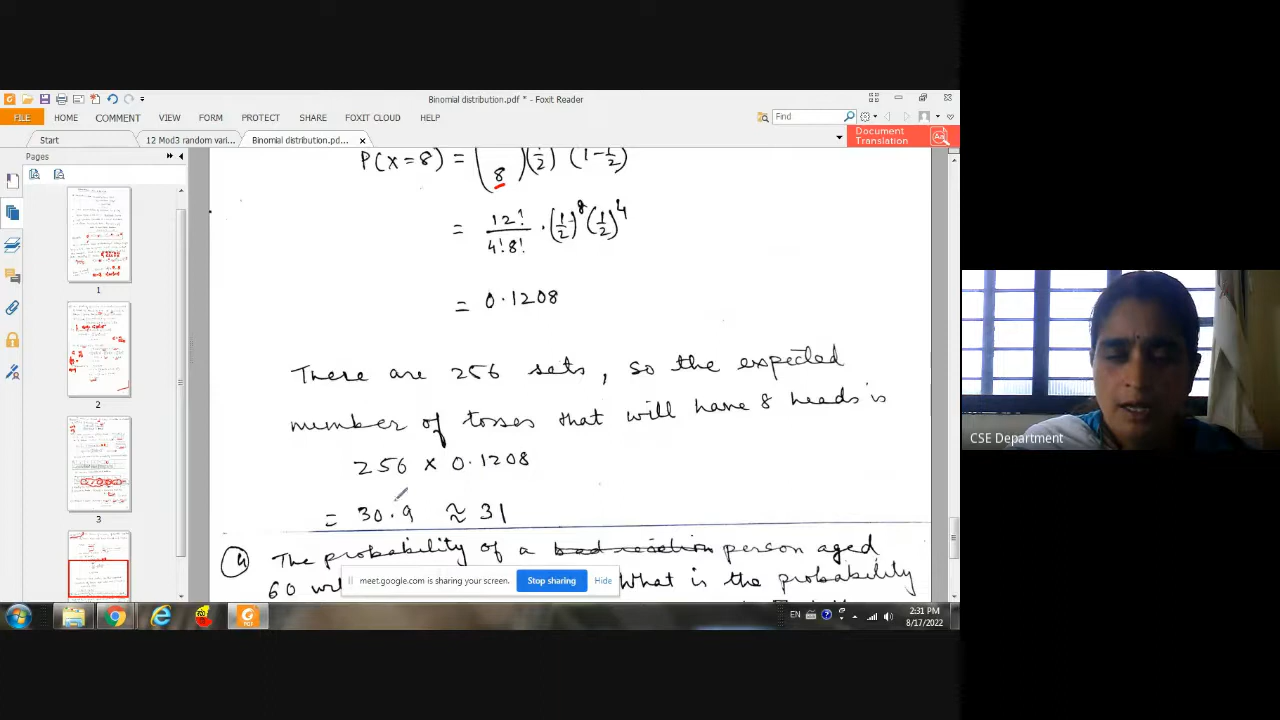 Binomial distribution.pdf * - Foxit Reader
FILE HOME COMMENT VIEW FORM PROTECT SHARE FOXIT CLOUD HELP
Find
Start 12 Mod3 random vari... Binomial distribution.pd...
Document
Translation
Pages
P(X=8) = ( 8 )(1/2) (1-1/2)
= 12!/4!8! · (1/2)^8 (1/2)^4
= 0.1208
There are 256 sets, so the expected
number of tosses that will have 8 heads is
256 x 0.1208
= 30.9 ≈ 31
4 The probability of a bad reaction person aged
60 What is the probability
1
2
3
meet.google.com is sharing your screen. Stop sharing Hide
EN 2:31 PM
8/17/2022
CSE Department